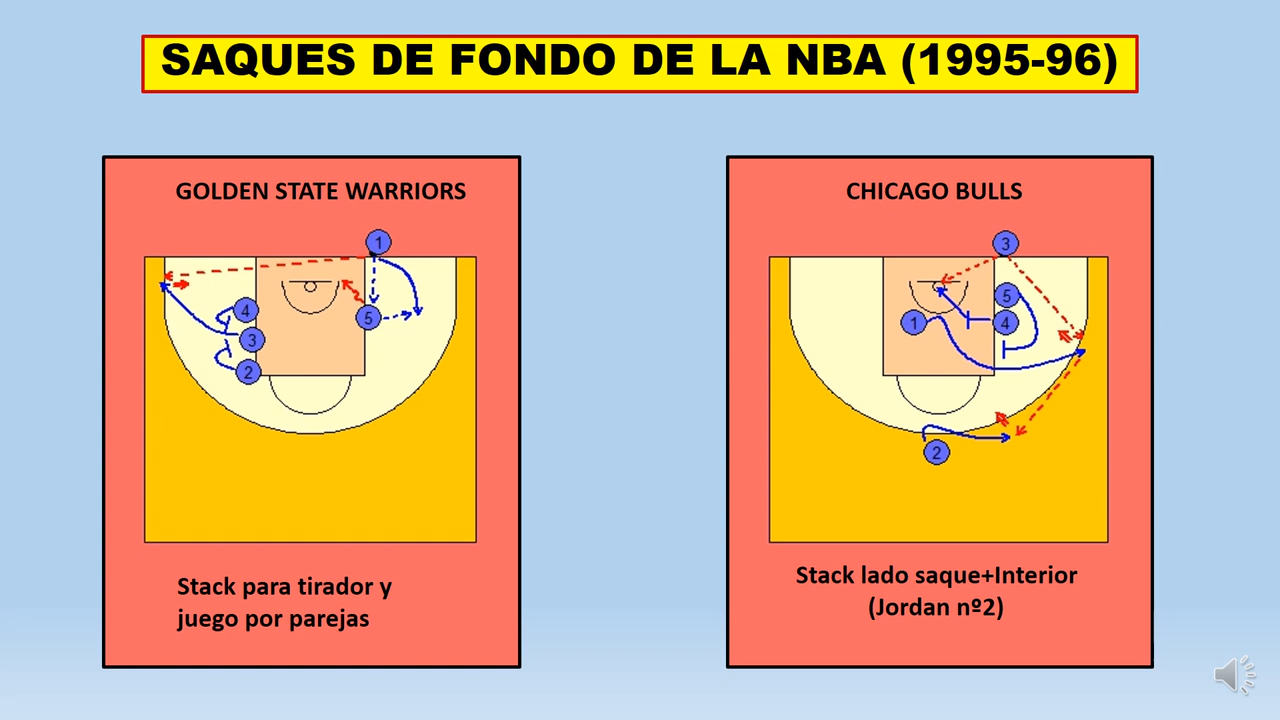 SAQUES DE FONDO DE LA NBA (1995-96)
GOLDEN STATE WARRIORS
1
4
5
3
2
Stack para tirador y
juego por parejas
CHICAGO BULLS
3
5
1
4
2
Stack lado saque+Interior
(Jordan nº2)